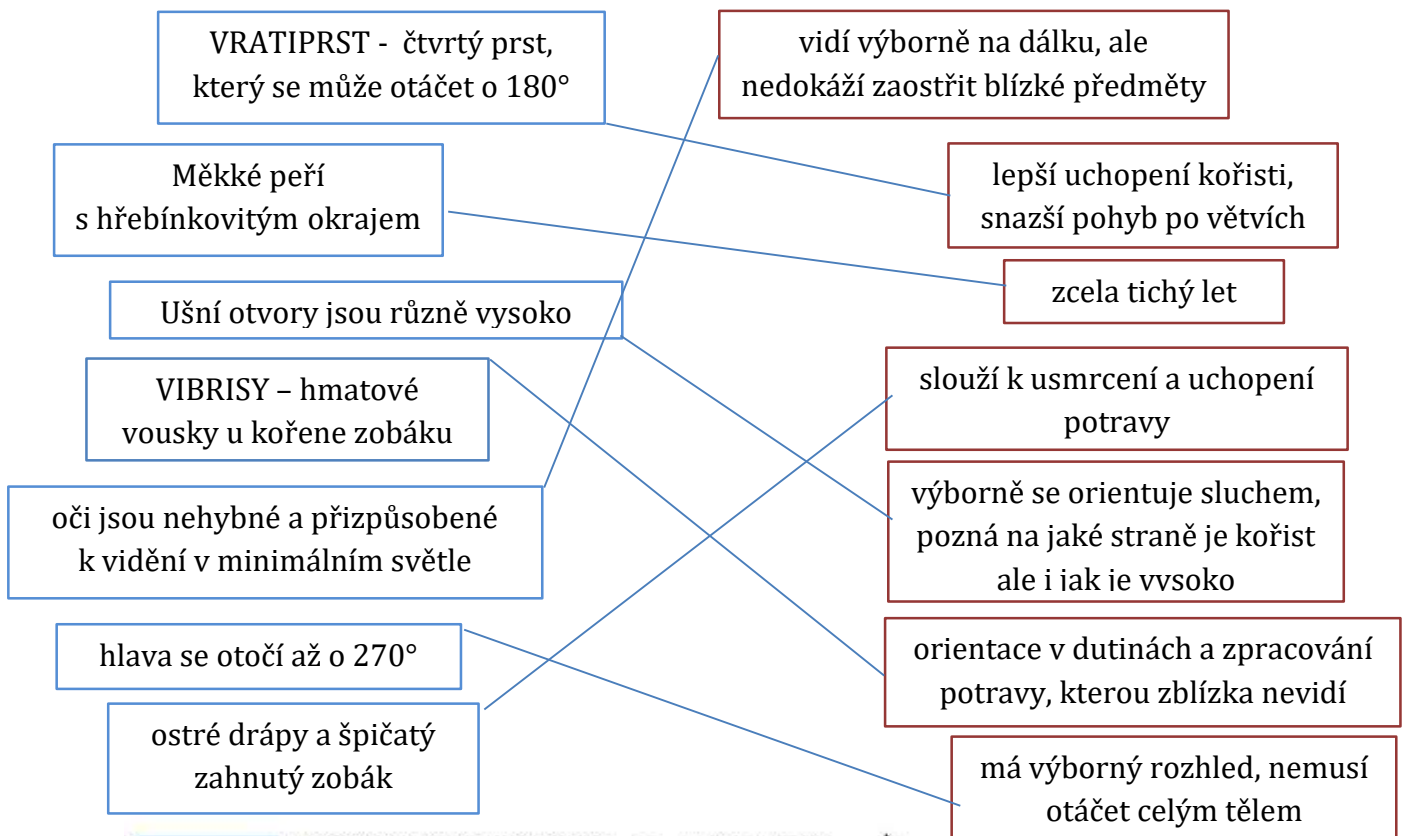 VRATIPRST - čtvrtý prst,
který se může otáčet o 180°
Měkké peří
s hřebínkovitým okrajem
Ušní otvory jsou různě vysoko
VIBRISY – hmatové
vousky u kořene zobáku
oči jsou nehybné a přizpůsobené
k vidění v minimálním světle
hlava se otočí až o 270°
ostré drápy a špičatý
zahnutý zobák
vidí výborně na dálku, ale
nedokáží zaostřit blízké předměty
lepší uchopení kořisti,
snazší pohyb po větvích
zcela tichý let
slouží k usmrcení a uchopení
potravy
výborně se orientuje sluchem,
pozná na jaké straně je kořist
ale i jak je vysoko
orientace v dutinách a zpracování
potravy, kterou zblízka nevidí
má výborný rozhled, nemusí
otáčet celým tělem